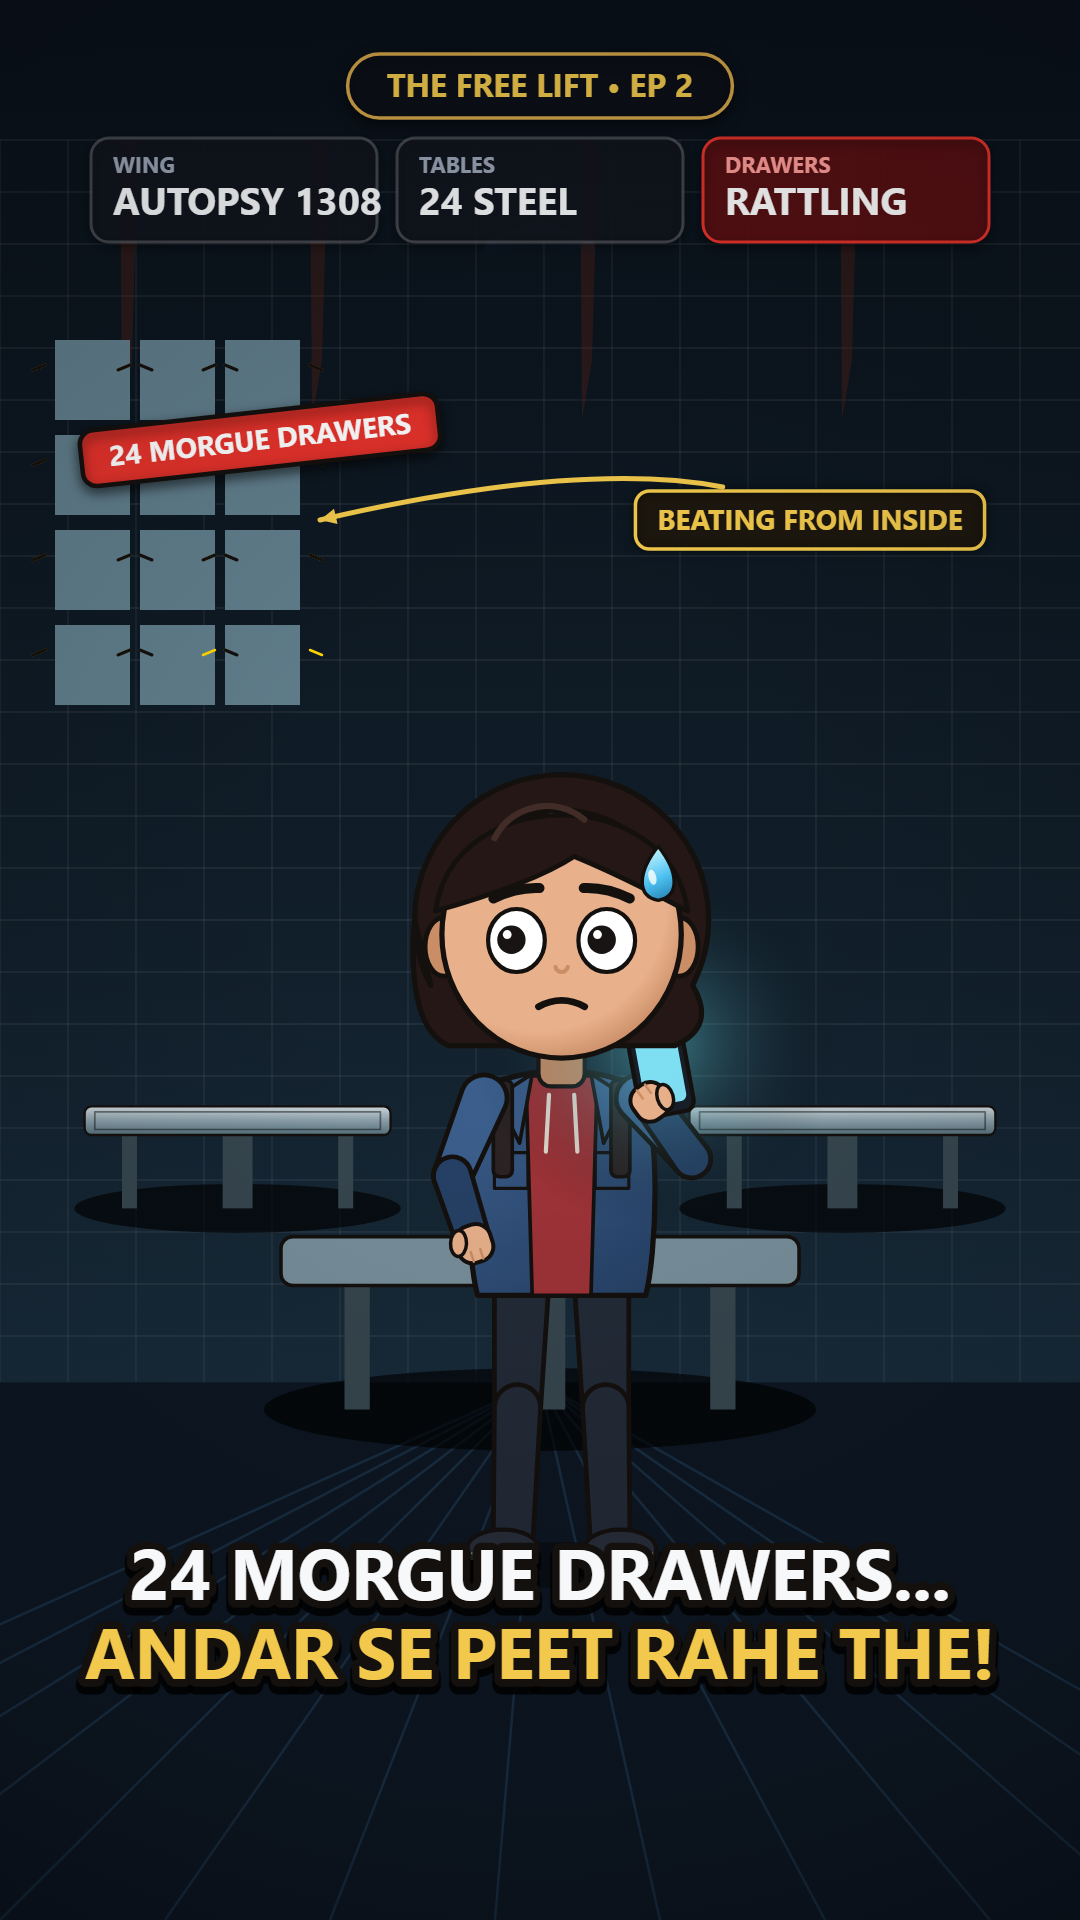 THE FREE LIFT • EP 2
WING
AUTOPSY 1308
TABLES
24 STEEL
DRAWERS
RATTLING
24 MORGUE DRAWERS
BEATING FROM INSIDE
24 MORGUE DRAWERS...
ANDAR SE PEET RAHE THE!